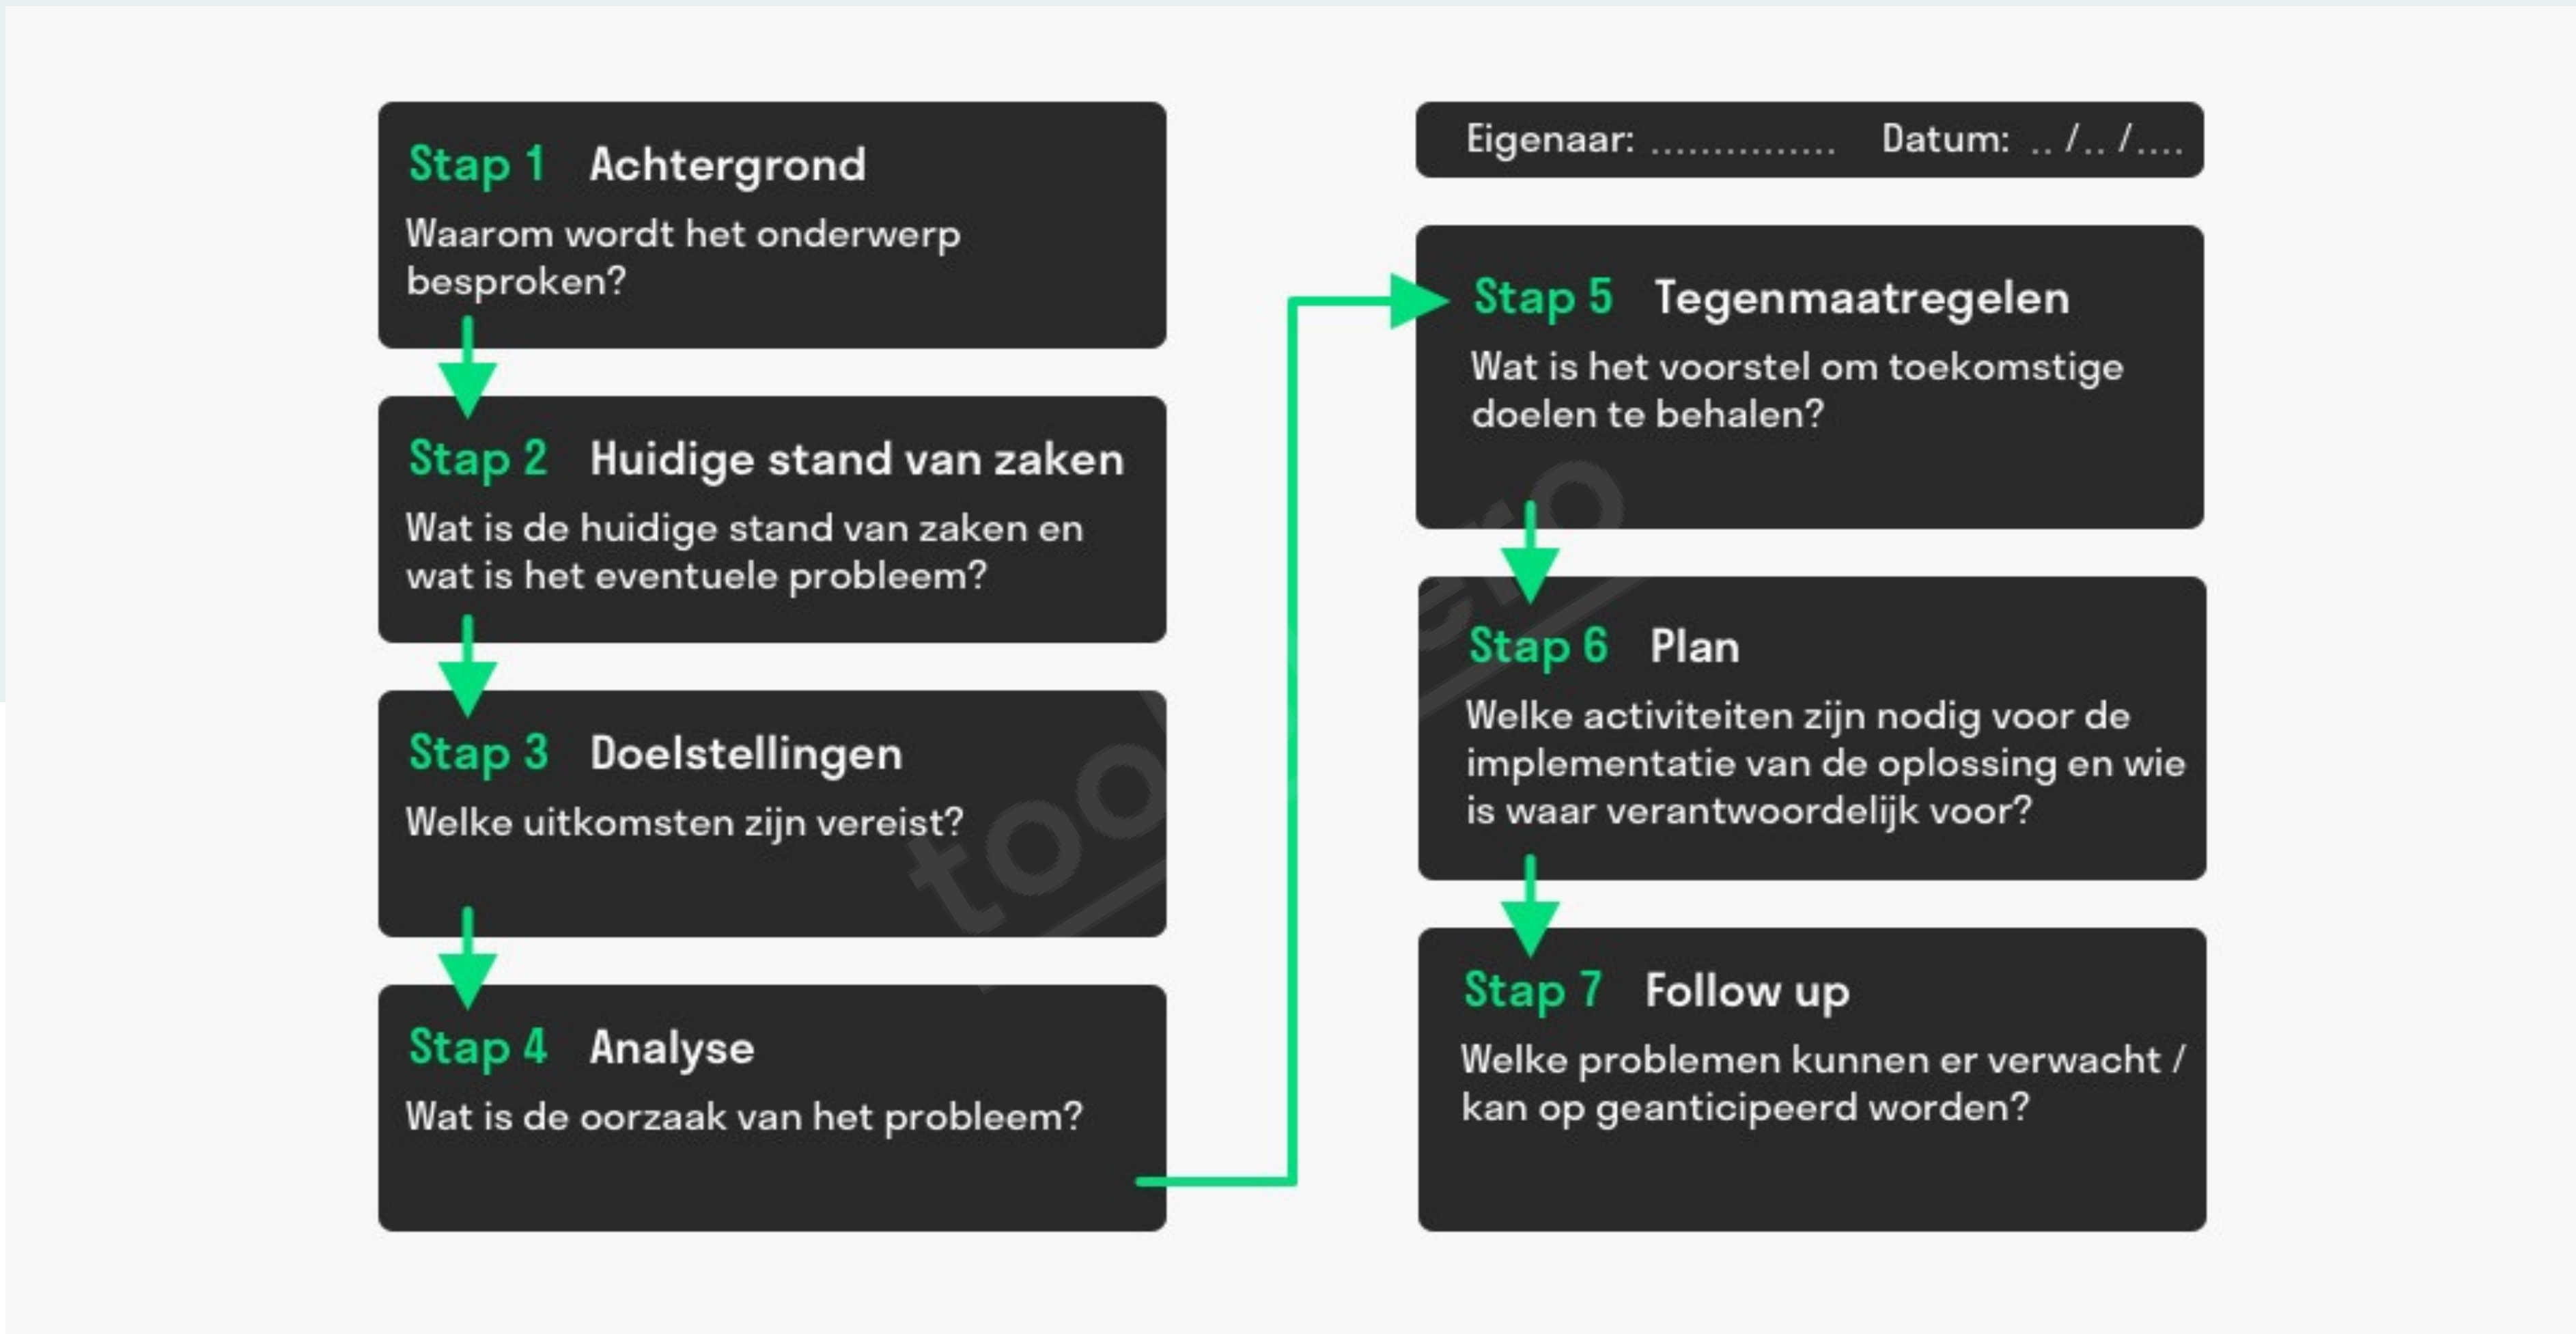 Stap 1 Achtergrond
Waarom wordt het onderwerp
besproken?
Stap 2 Huidige stand van zaken
Wat is de huidige stand van zaken en
wat is het eventuele probleem?
Stap 3 Doelstellingen
Welke uitkomsten zijn vereist?
Stap 4 Analyse
Wat is de oorzaak van het probleem?
Eigenaar: ............... Datum: .. /.. /....
Stap 5 Tegenmaatregelen
Wat is het voorstel om toekomstige
doelen te behalen?
Stap 6 Plan
Welke activiteiten zijn nodig voor de
implementatie van de oplossing en wie
is waar verantwoordelijk voor?
Stap 7 Follow up
Welke problemen kunnen er verwacht /
kan op geanticipeerd worden?